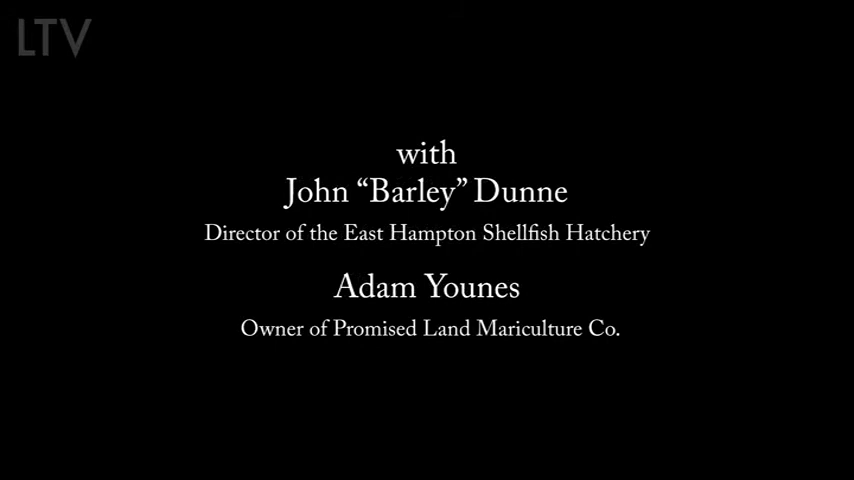 LTV
with
John “Barley” Dunne
Director of the East Hampton Shellfish Hatchery
Adam Younes
Owner of Promised Land Mariculture Co.